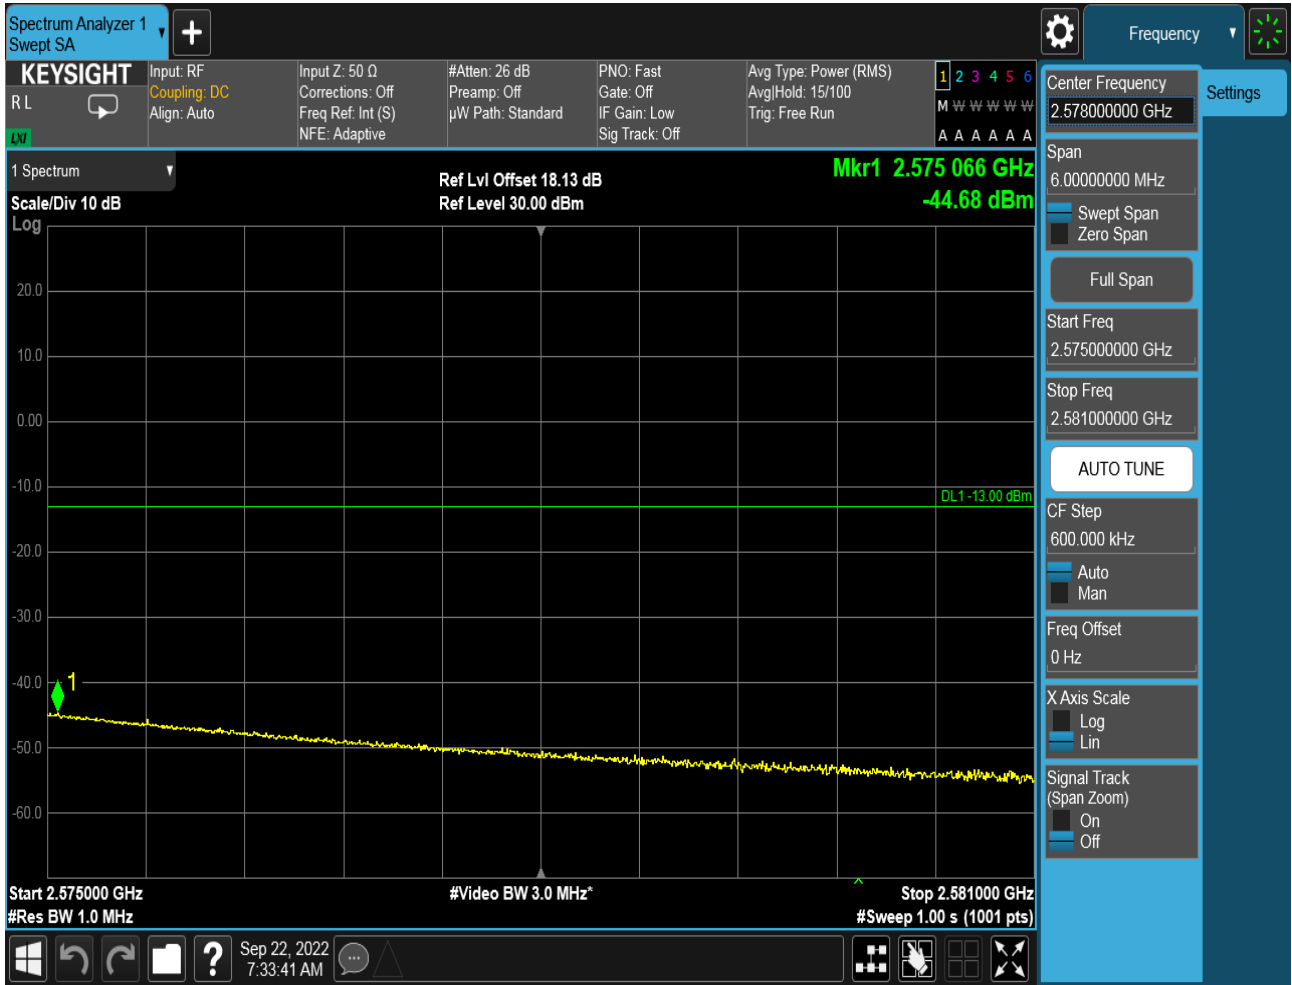 Spectrum Analyzer 1
Swept SA
Frequency
KEYSIGHT
R L
LXI
Input: RF
Coupling: DC
Align: Auto
Input Z: 50 Ω
Corrections: Off
Freq Ref: Int (S)
NFE: Adaptive
#Atten: 26 dB
Preamp: Off
µW Path: Standard
PNO: Fast
Gate: Off
IF Gain: Low
Sig Track: Off
Avg Type: Power (RMS)
Avg|Hold: 15/100
Trig: Free Run
1 2 3 4 5 6
M W W W W W
A A A A A A
1 Spectrum
Scale/Div 10 dB
Log
Ref Lvl Offset 18.13 dB
Ref Level 30.00 dBm
Mkr1 2.575 066 GHz
-44.68 dBm
20.0
10.0
0.00
-10.0
DL1 -13.00 dBm
-20.0
-30.0
-40.0
1
-50.0
-60.0
Start 2.575000 GHz
#Res BW 1.0 MHz
#Video BW 3.0 MHz*
Stop 2.581000 GHz
#Sweep 1.00 s (1001 pts)
Center Frequency
2.578000000 GHz
Settings
Span
6.00000000 MHz
Swept Span
Zero Span
Full Span
Start Freq
2.575000000 GHz
Stop Freq
2.581000000 GHz
AUTO TUNE
CF Step
600.000 kHz
Auto
Man
Freq Offset
0 Hz
X Axis Scale
Log
Lin
Signal Track
(Span Zoom)
On
Off
?
Sep 22, 2022
7:33:41 AM